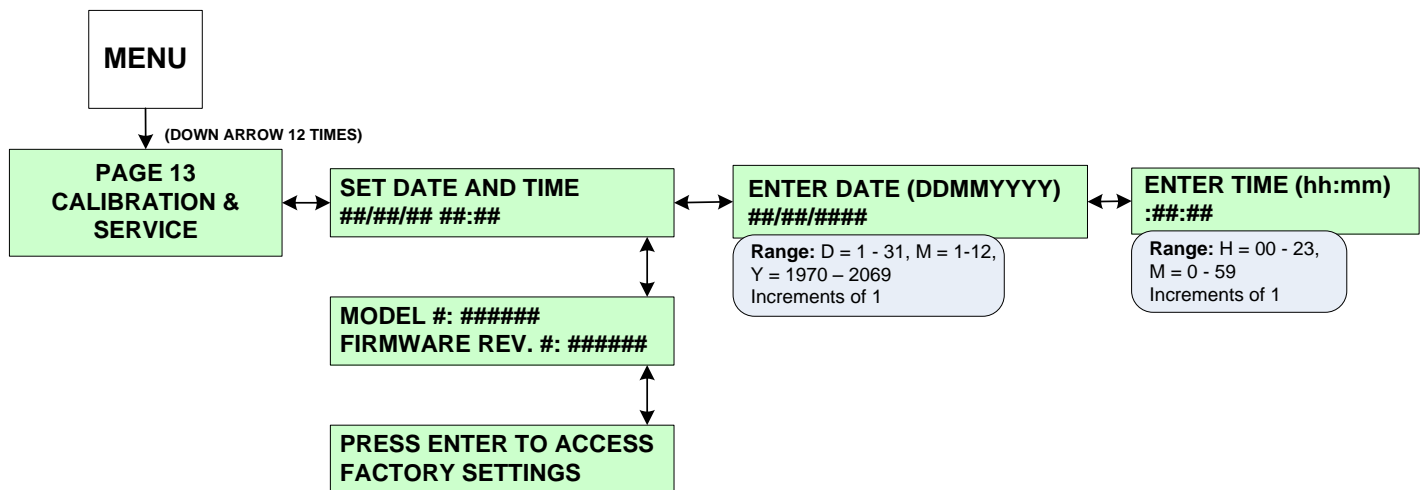 MENU
(DOWN ARROW 12 TIMES)
PAGE 13
CALIBRATION &
SERVICE
SET DATE AND TIME
##/##/## ##:##
ENTER DATE (DDMMYYYY)
##/##/####
Range: D = 1 - 31, M = 1-12,
Y = 1970 – 2069
Increments of 1
ENTER TIME (hh:mm)
:##:##
Range: H = 00 - 23,
M = 0 - 59
Increments of 1
MODEL #: ######
FIRMWARE REV. #: ######
PRESS ENTER TO ACCESS
FACTORY SETTINGS